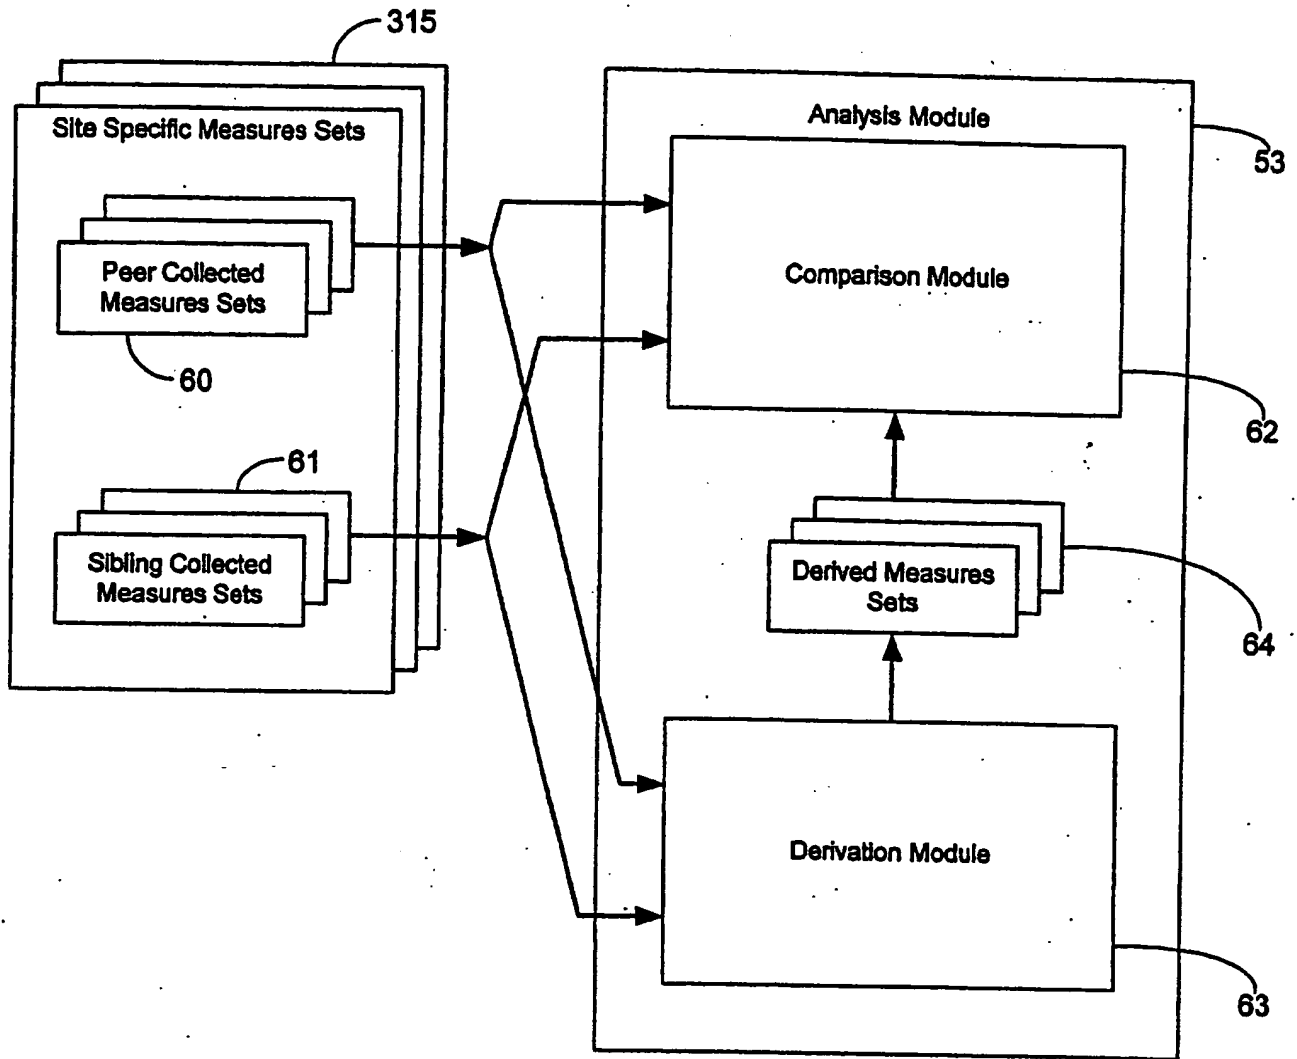 315
Site Specific Measures Sets
Peer Collected
Measures Sets
60
61
Sibling Collected
Measures Sets
Analysis Module
53
Comparison Module
62
Derived Measures
Sets
64
Derivation Module
63